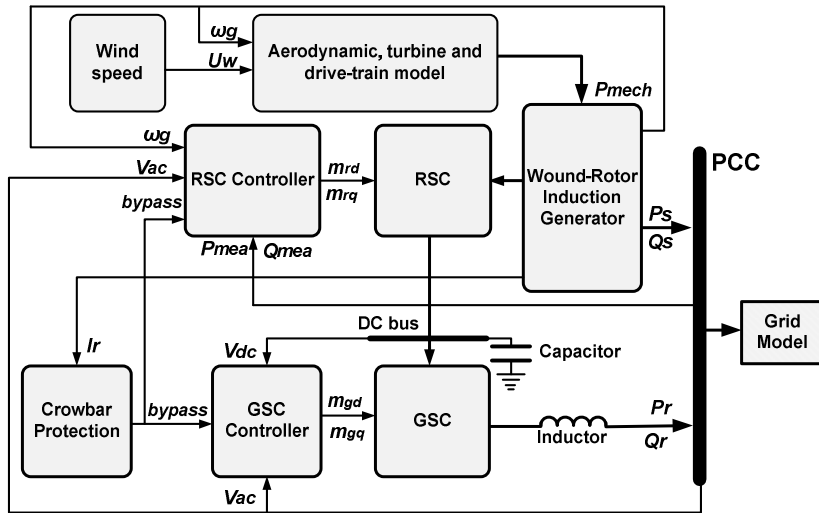 ωg
Wind
speed
Uw
Aerodynamic, turbine and
drive-train model
Pmech
ωg
Vac
bypass
RSC Controller
mrd
mrq
RSC
Wound-Rotor
Induction
Generator
PCC
Ps
Qs
Pmea
Qmea
Ir
DC bus
Vdc
Capacitor
Grid
Model
Crowbar
Protection
bypass
GSC
Controller
mgd
mgq
GSC
Inductor
Pr
Qr
Vac